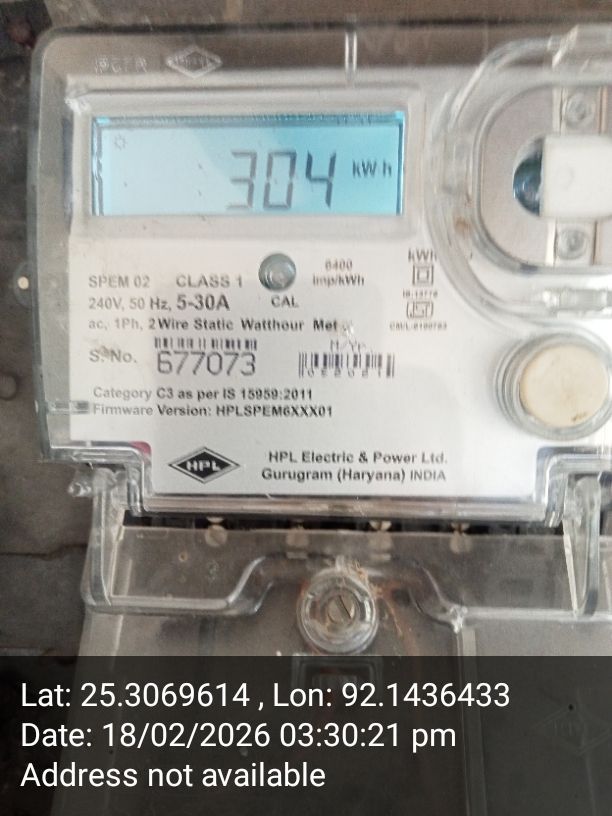 304 kWh
SPEM 02 CLASS 1 6400 imp/kWh kWh
240V, 50 Hz, 5-30A CAL
ac, 1Ph, 2Wire Static Watthour Met
S. No. 677073 M/Yr.
Category C3 as per IS 15959:2011
Firmware Version: HPLSPEM6XXX01
HPL
HPL Electric & Power Ltd.
Gurugram (Haryana) INDIA
Lat: 25.3069614 , Lon: 92.1436433
Date: 18/02/2026 03:30:21 pm
Address not available